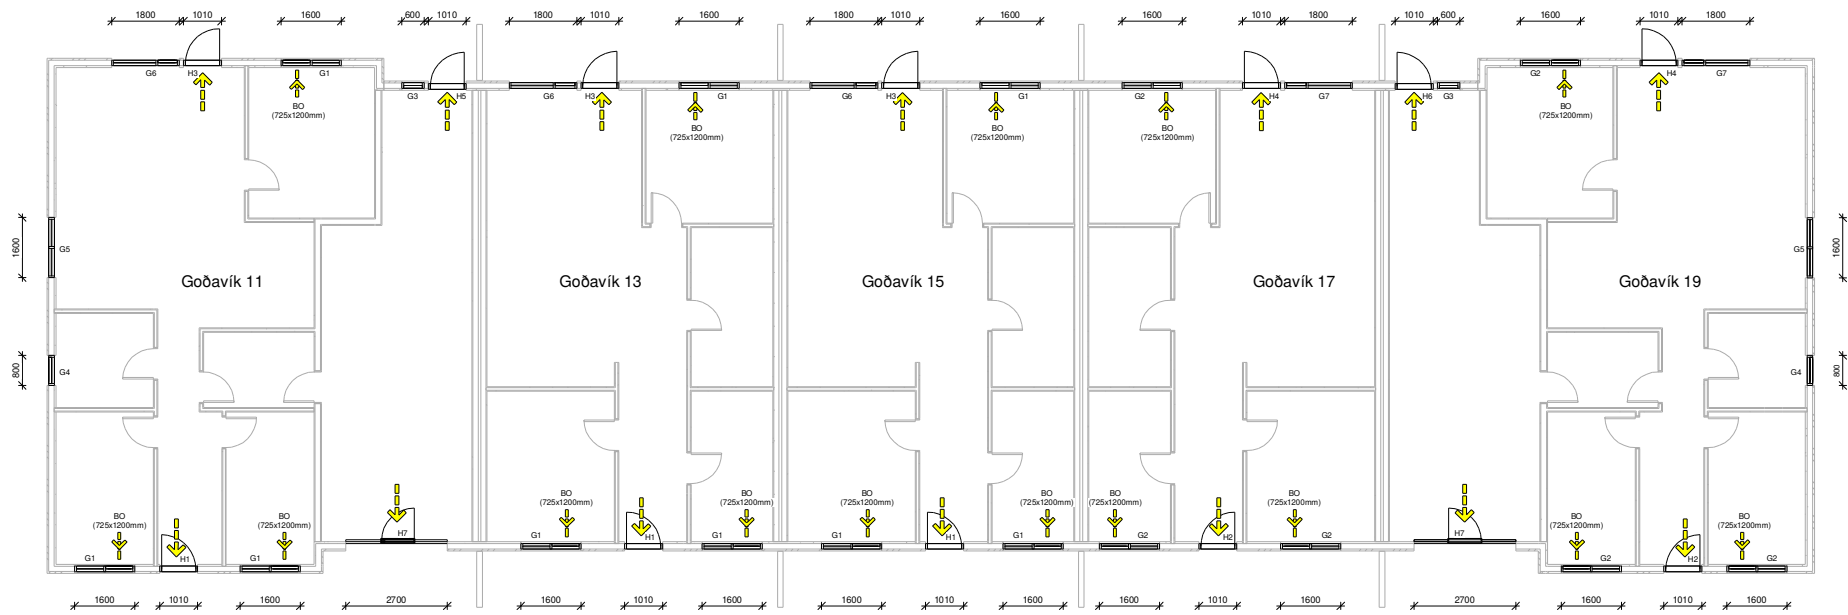 1800 1010 1600 600 1010 1800 1010 1600 1800 1010 1600 1600 1010 1800 1010 600 1600 1010 1800
G6 H3 G1 G2 H4 G7
G3 H5 G6 H3 G1 G6 H3 G1 G2 H4 G7 H6 G3
BO
(725x1200mm)
BO
(725x1200mm)
BO
(725x1200mm)
BO
(725x1200mm)
BO
(725x1200mm)
1600 G5 G5 1600
Goðavík 11 Goðavík 13 Goðavík 15 Goðavík 17 Goðavík 19
800 G4 G4 800
BO
(725x1200mm)
BO
(725x1200mm)
BO
(725x1200mm)
BO
(725x1200mm)
BO
(725x1200mm)
BO
(725x1200mm)
BO
(725x1200mm)
BO
(725x1200mm)
BO
(725x1200mm)
BO
(725x1200mm)
H7 G1 H1 G1 G1 H1 G1 G2 H2 G2 H7
G1 H1 G1 G2 H2 G2
1600 1010 1600 2700 1600 1010 1600 1600 1010 1600 1600 1010 1600 2700 1600 1010 1600